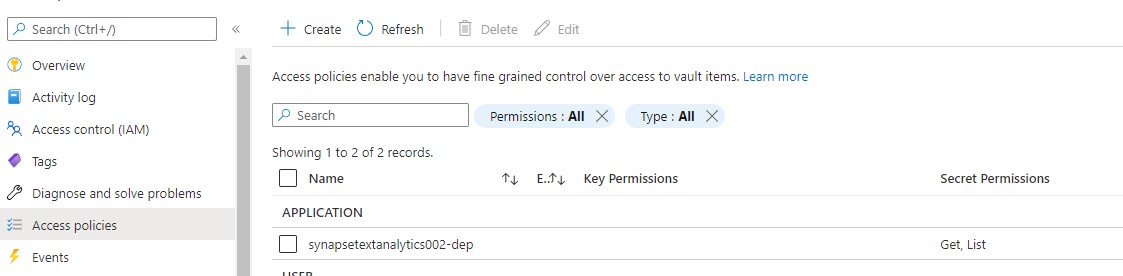 Search (Ctrl+/)
«
Overview
Activity log
Access control (IAM)
Tags
Diagnose and solve problems
Access policies
Events
+ Create Refresh Delete Edit
Access policies enable you to have fine grained control over access to vault items. Learn more
Search Permissions : All Type : All
Showing 1 to 2 of 2 records.
Name ↑↓ E..↑↓ Key Permissions Secret Permissions
APPLICATION
synapsetextanalytics002-dep Get, List
USER